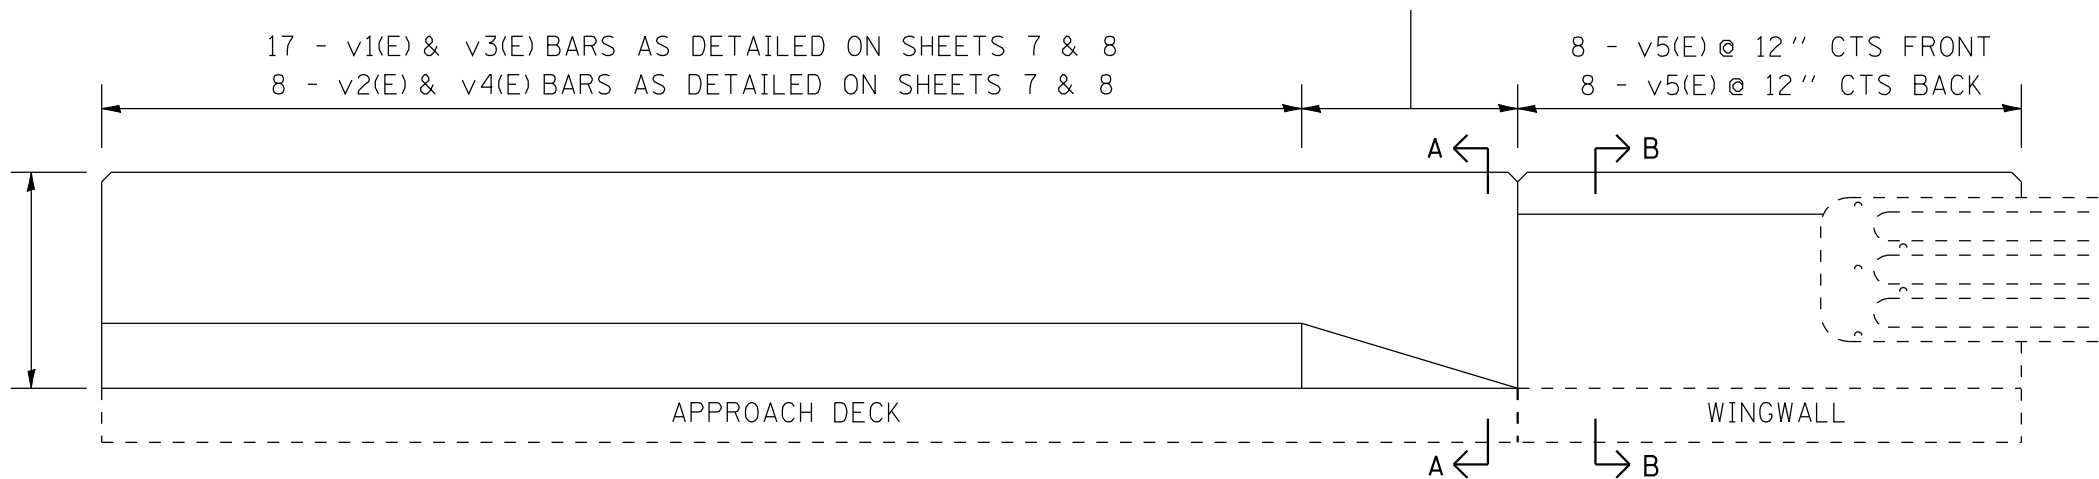 17 - v1(E) & v3(E) BARS AS DETAILED ON SHEETS 7 & 8
8 - v2(E) & v4(E) BARS AS DETAILED ON SHEETS 7 & 8
8 - v5(E) @ 12" CTS FRONT
8 - v5(E) @ 12" CTS BACK
A
B
APPROACH DECK
WINGWALL
A
B